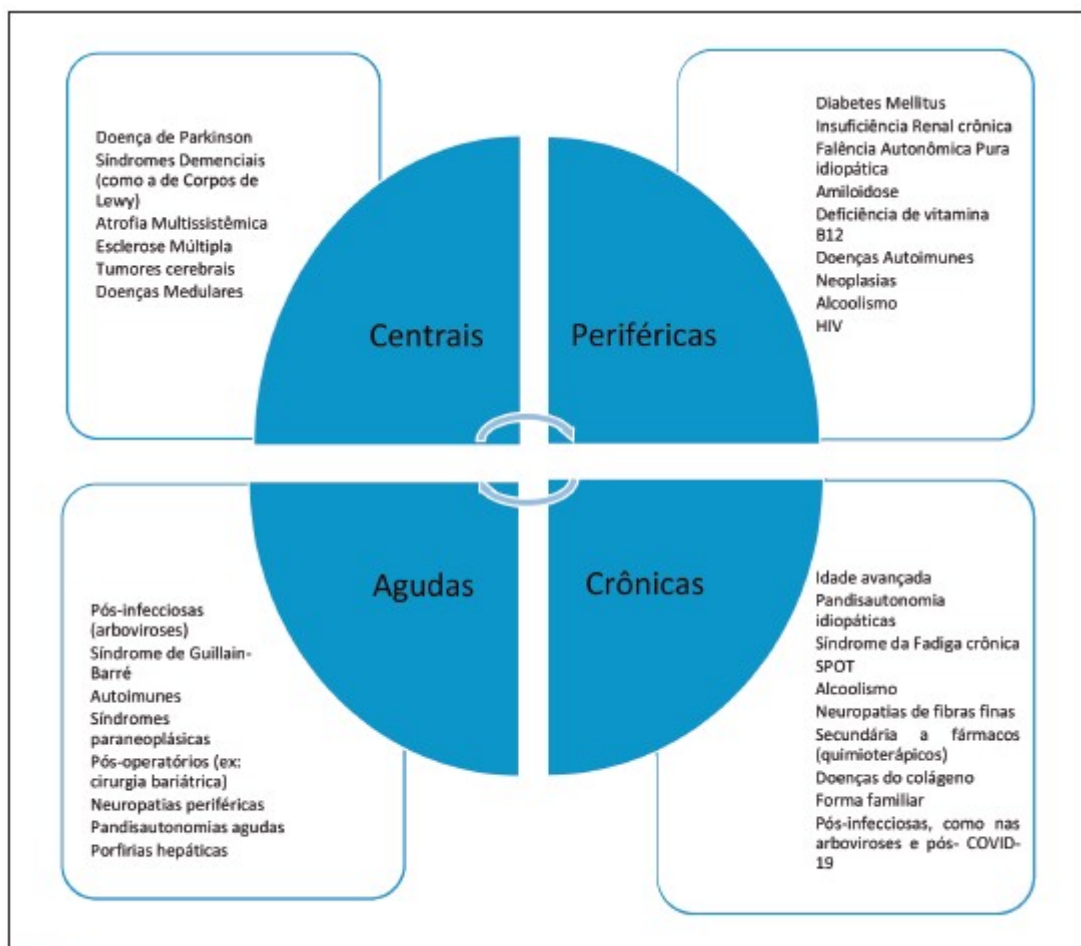 Doença de Parkinson
Síndromes Demenciais
(como a de Corpos de
Lewy)
Atrofia Multissistêmica
Esclerose Múltipla
Tumores cerebrais
Doenças Medulares
Centrais
Diabetes Mellitus
Insuficiência Renal crônica
Falência Autonômica Pura
idiopática
Amiloidose
Deficiência de vitamina
B12
Doenças Autoimunes
Neoplasias
Alcoolismo
HIV
Periféricas
Pós-infecciosas
(arboviroses)
Síndrome de Guillain-
Barré
Autoimunes
Síndromes
paraneoplásicas
Pós-operatórios (ex:
cirurgia bariátrica)
Neuropatias periféricas
Pandisautonomias agudas
Porfirias hepáticas
Agudas
Idade avançada
Pandisautonomia
idiopáticas
Síndrome da Fadiga crônica
SPOT
Alcoolismo
Neuropatias de fibras finas
Secundária a fármacos
(quimioterápicos)
Doenças do colágeno
Forma familiar
Pós-infecciosas, como nas
arboviroses e pós- COVID-
19
Crônicas